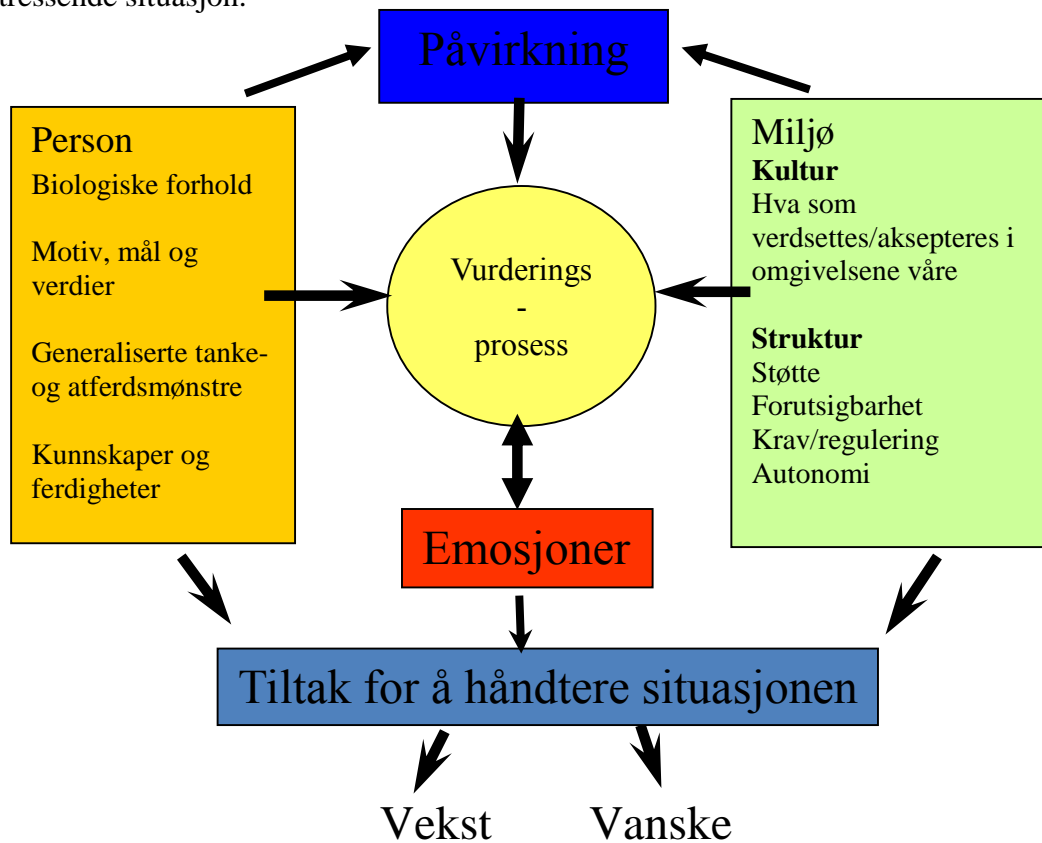 tressende situasjon.
Påvirkning
Person
Biologiske forhold
Motiv, mål og
verdier
Generaliserte tanke-
og atferdsmønstre
Kunnskaper og
ferdigheter
Vurderings
-
prosess
Miljø
Kultur
Hva som
verdsettes/aksepteres i
omgivelsene våre
Struktur
Støtte
Forutsigbarhet
Krav/regulering
Autonomi
Emosjoner
Tiltak for å håndtere situasjonen
Vekst
Vanske